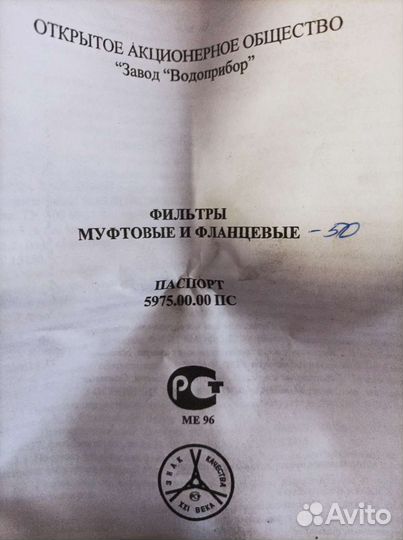 ОТКРЫТОЕ АКЦИОНЕРНОЕ ОБЩЕСТВО
"Завод "Водоприбор"
ФИЛЬТРЫ
МУФТОВЫЕ И ФЛАНЦЕВЫЕ - 50
ПАСПОРТ
5975.00.00 ПС
РСТ
МЕ 96
ЗНАК КАЧЕСТВА
XXI ВЕКА
Avito